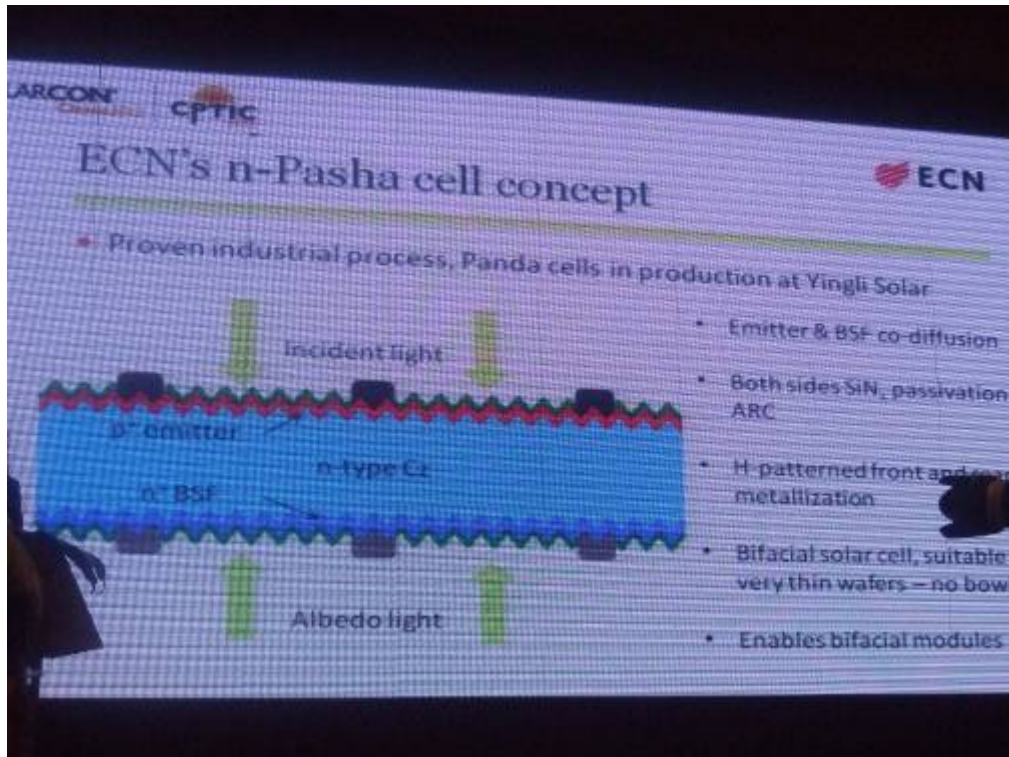 LARCON
CPTIC
ECN's n-Pasha cell concept
ECN
• Proven industrial process, Panda cells in production at Yingli Solar
Incident light
p⁺ emitter
n-type Cz
n⁺ BSF
Albedo light
• Emitter & BSF co-diffusion
• Both sides SiNₓ passivation
ARC
• H-patterned front and rear
metallization
• Bifacial solar cell, suitable
very thin wafers – no bow
• Enables bifacial modules